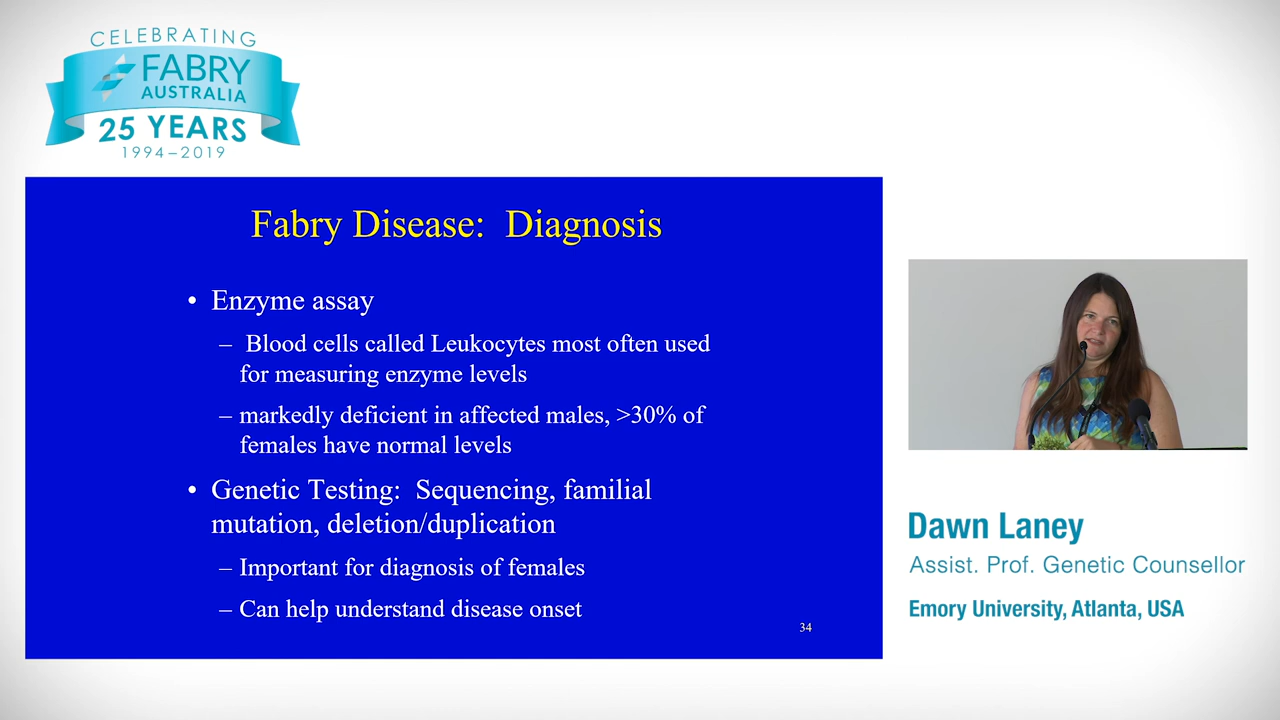 CELEBRATING
FABRY
AUSTRALIA
25 YEARS
1994–2019
Fabry Disease: Diagnosis
• Enzyme assay
– Blood cells called Leukocytes most often used
for measuring enzyme levels
– markedly deficient in affected males, >30% of
females have normal levels
• Genetic Testing: Sequencing, familial
mutation, deletion/duplication
– Important for diagnosis of females
– Can help understand disease onset
34
Dawn Laney
Assist. Prof. Genetic Counsellor
Emory University, Atlanta, USA